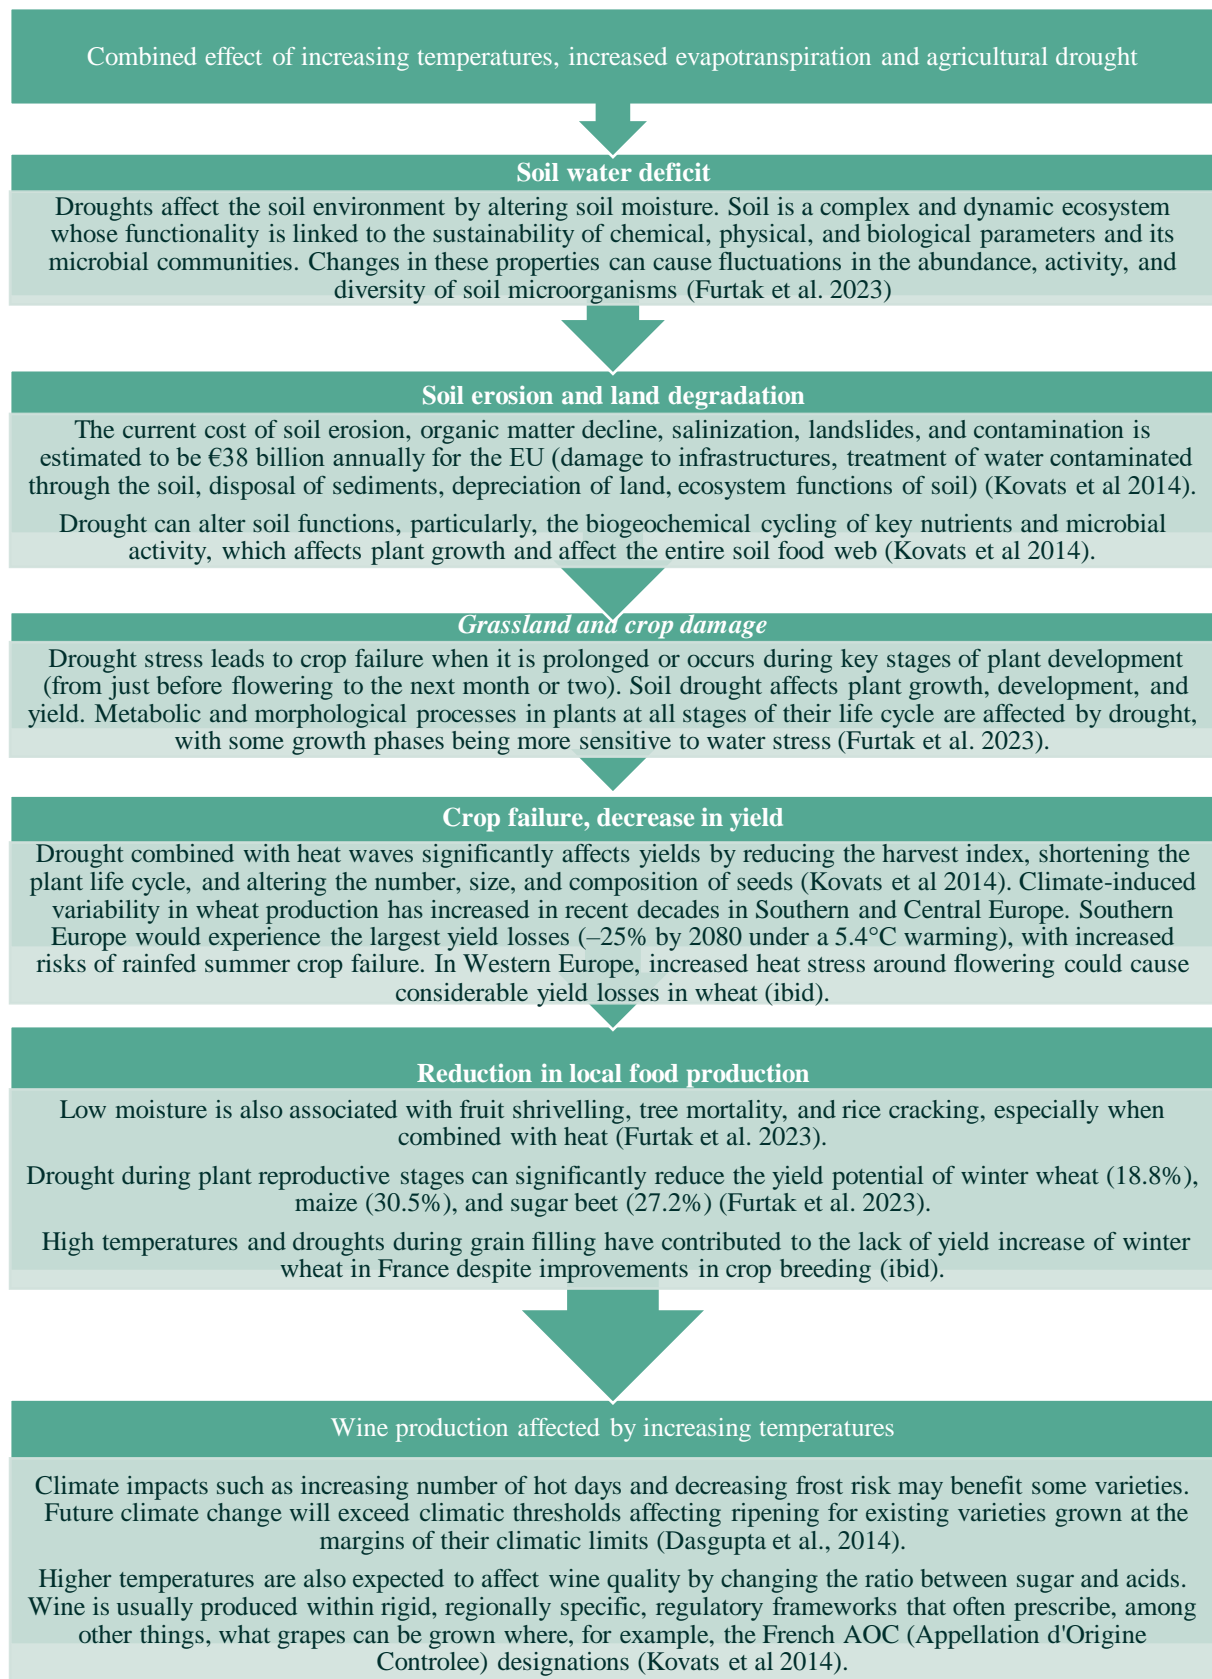 Combined effect of increasing temperatures, increased evapotranspiration and agricultural drought
Soil water deficit
Droughts affect the soil environment by altering soil moisture. Soil is a complex and dynamic ecosystem
whose functionality is linked to the sustainability of chemical, physical, and biological parameters and its
microbial communities. Changes in these properties can cause fluctuations in the abundance, activity, and
diversity of soil microorganisms (Furtak et al. 2023)
Soil erosion and land degradation
The current cost of soil erosion, organic matter decline, salinization, landslides, and contamination is
estimated to be €38 billion annually for the EU (damage to infrastructures, treatment of water contaminated
through the soil, disposal of sediments, depreciation of land, ecosystem functions of soil) (Kovats et al 2014).
Drought can alter soil functions, particularly, the biogeochemical cycling of key nutrients and microbial
activity, which affects plant growth and affect the entire soil food web (Kovats et al 2014).
Grassland and crop damage
Drought stress leads to crop failure when it is prolonged or occurs during key stages of plant development
(from just before flowering to the next month or two). Soil drought affects plant growth, development, and
yield. Metabolic and morphological processes in plants at all stages of their life cycle are affected by drought,
with some growth phases being more sensitive to water stress (Furtak et al. 2023).
Crop failure, decrease in yield
Drought combined with heat waves significantly affects yields by reducing the harvest index, shortening the
plant life cycle, and altering the number, size, and composition of seeds (Kovats et al 2014). Climate-induced
variability in wheat production has increased in recent decades in Southern and Central Europe. Southern
Europe would experience the largest yield losses (–25% by 2080 under a 5.4°C warming), with increased
risks of rainfed summer crop failure. In Western Europe, increased heat stress around flowering could cause
considerable yield losses in wheat (ibid).
Reduction in local food production
Low moisture is also associated with fruit shrivelling, tree mortality, and rice cracking, especially when
combined with heat (Furtak et al. 2023).
Drought during plant reproductive stages can significantly reduce the yield potential of winter wheat (18.8%),
maize (30.5%), and sugar beet (27.2%) (Furtak et al. 2023).
High temperatures and droughts during grain filling have contributed to the lack of yield increase of winter
wheat in France despite improvements in crop breeding (ibid).
Wine production affected by increasing temperatures
Climate impacts such as increasing number of hot days and decreasing frost risk may benefit some varieties.
Future climate change will exceed climatic thresholds affecting ripening for existing varieties grown at the
margins of their climatic limits (Dasgupta et al., 2014).
Higher temperatures are also expected to affect wine quality by changing the ratio between sugar and acids.
Wine is usually produced within rigid, regionally specific, regulatory frameworks that often prescribe, among
other things, what grapes can be grown where, for example, the French AOC (Appellation d'Origine
Controlee) designations (Kovats et al 2014).